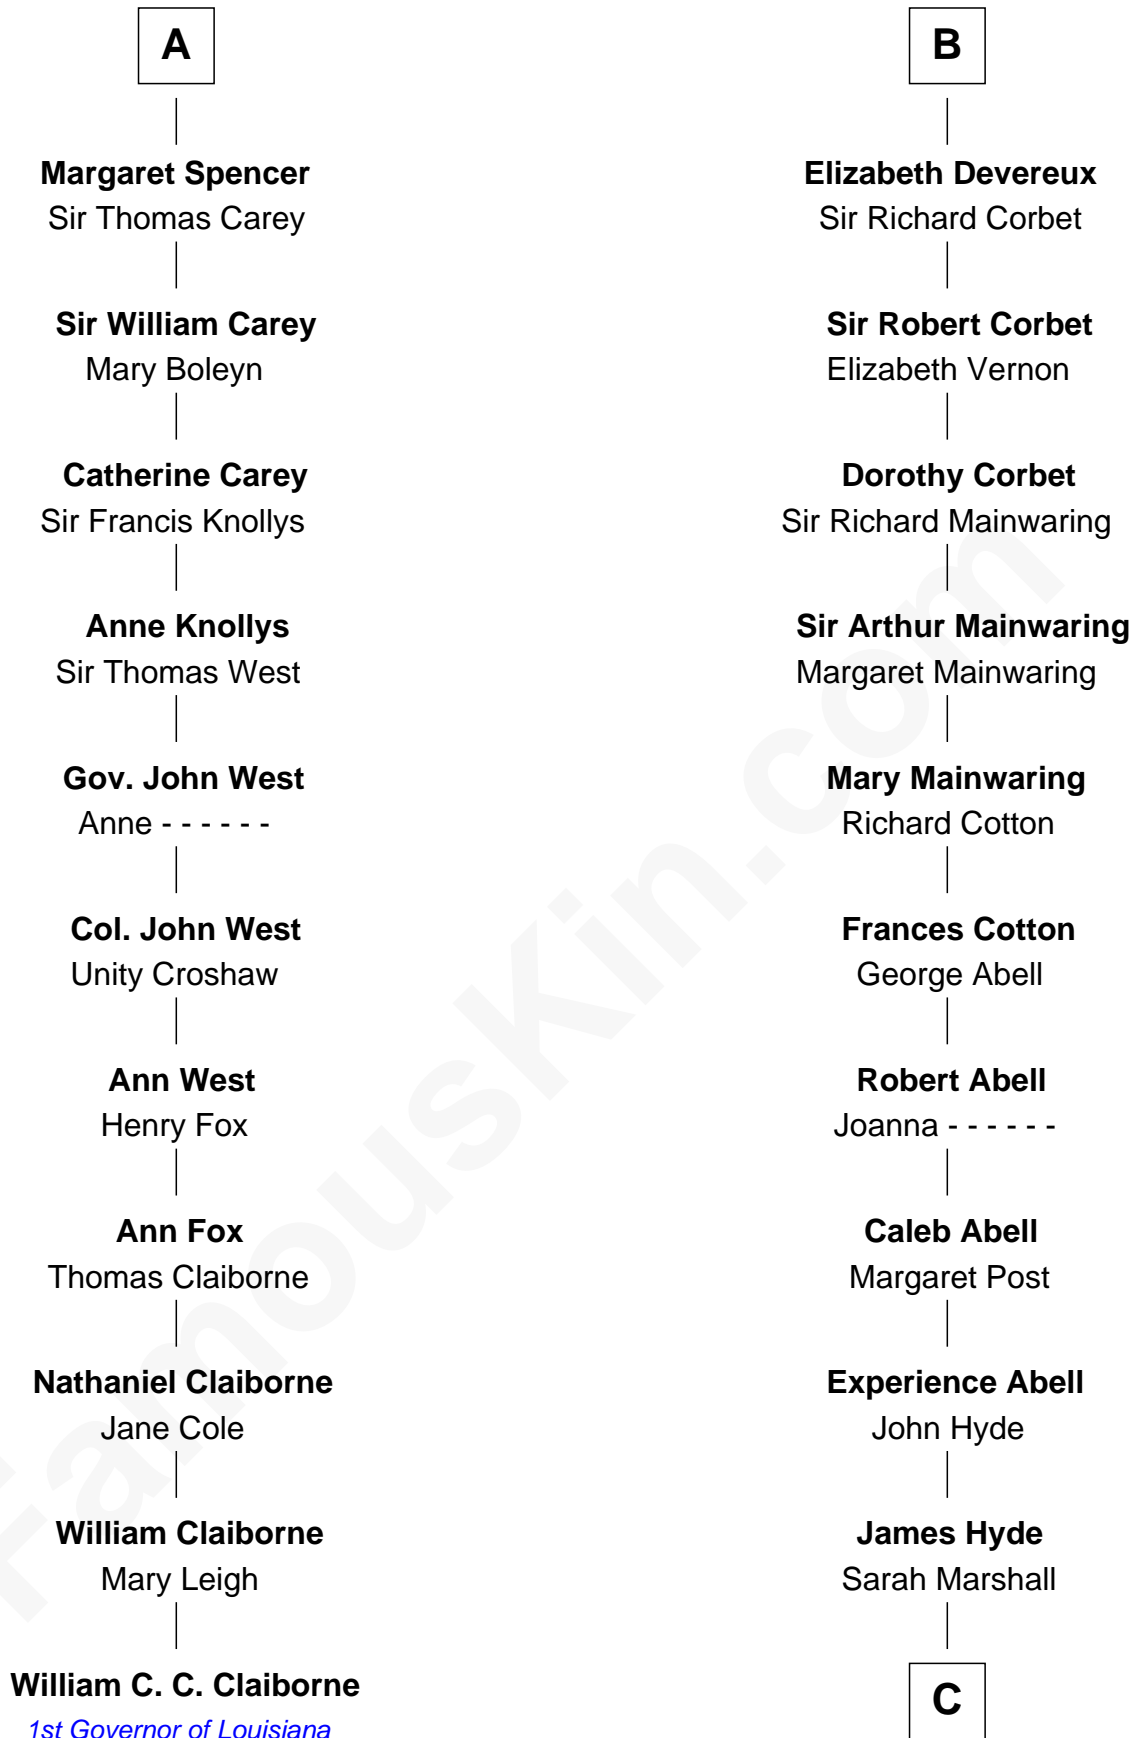 A
Margaret Spencer
Sir Thomas Carey
Sir William Carey
Mary Boleyn
Catherine Carey
Sir Francis Knollys
Anne Knollys
Sir Thomas West
Gov. John West
Anne - - - - - -
Col. John West
Unity Croshaw
Ann West
Henry Fox
Ann Fox
Thomas Claiborne
Nathaniel Claiborne
Jane Cole
William Claiborne
Mary Leigh
William C. C. Claiborne
1st Governor of Louisiana
B
Elizabeth Devereux
Sir Richard Corbet
Sir Robert Corbet
Elizabeth Vernon
Dorothy Corbet
Sir Richard Mainwaring
Sir Arthur Mainwaring
Margaret Mainwaring
Mary Mainwaring
Richard Cotton
Frances Cotton
George Abell
Robert Abell
Joanna - - - - - -
Caleb Abell
Margaret Post
Experience Abell
John Hyde
James Hyde
Sarah Marshall
C
FamousKin.com